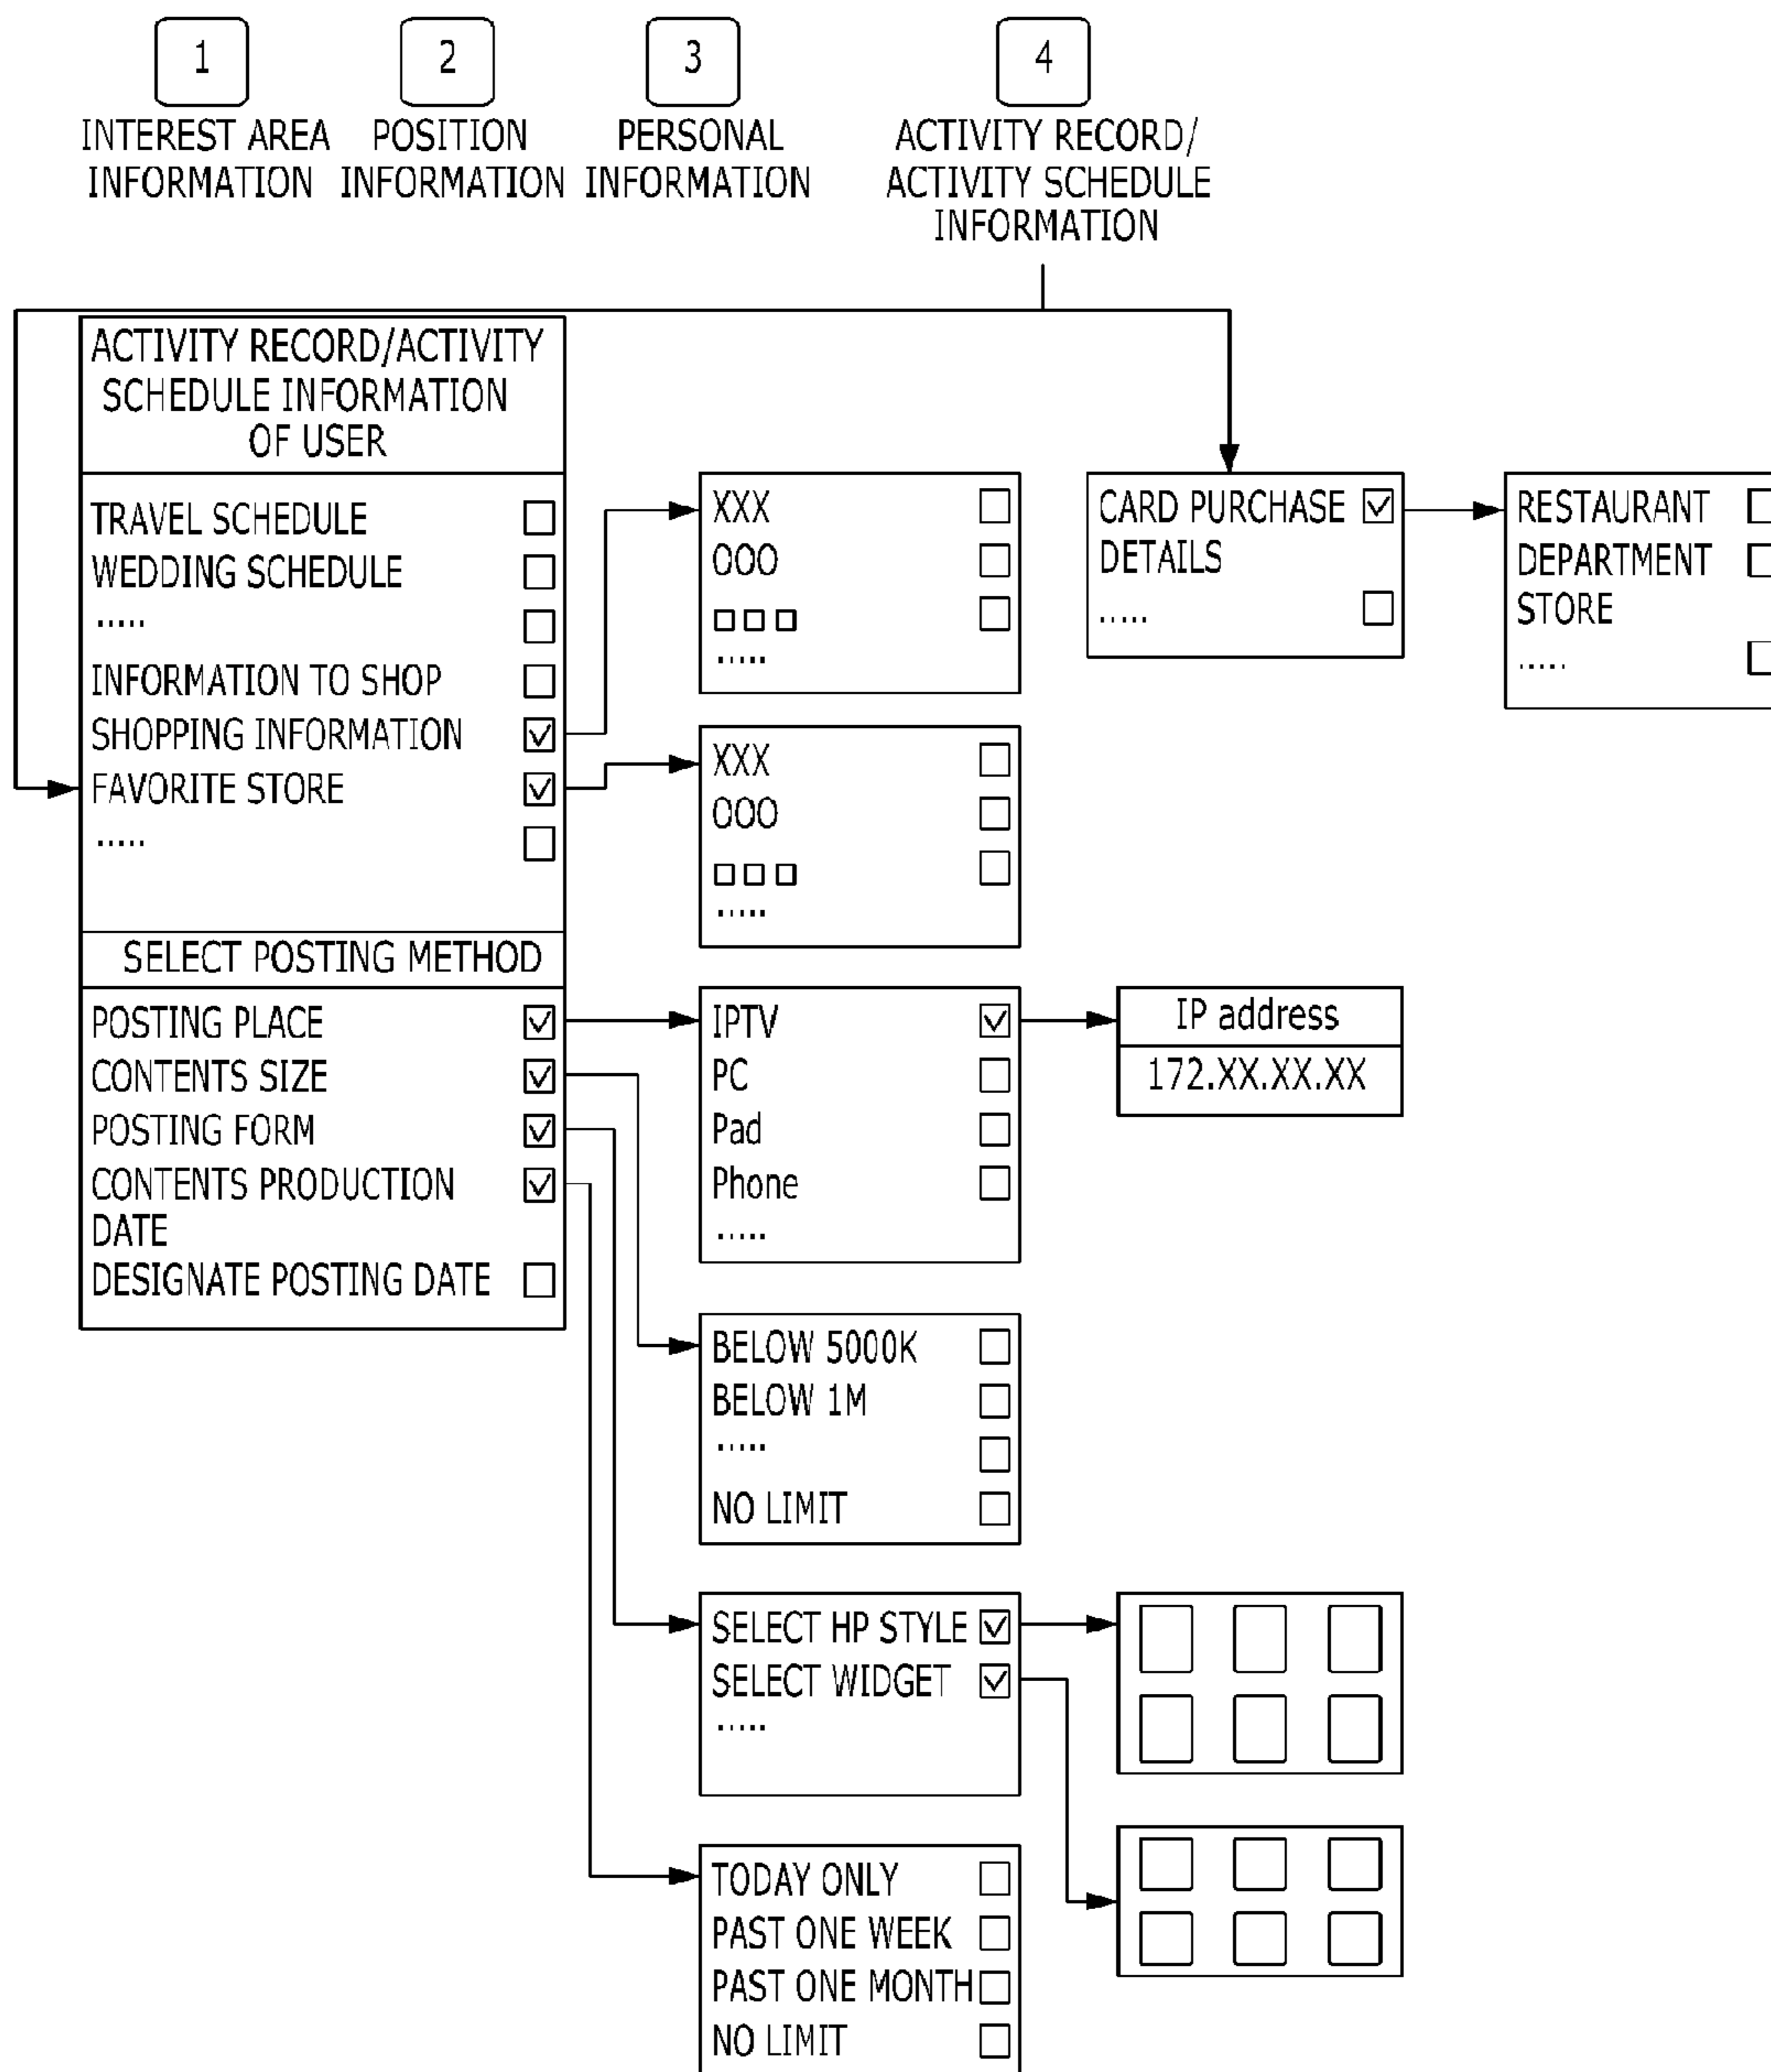 1
INTEREST AREA
INFORMATION
2
POSITION
INFORMATION
3
PERSONAL
INFORMATION
4
ACTIVITY RECORD/
ACTIVITY SCHEDULE
INFORMATION
ACTIVITY RECORD/ACTIVITY
SCHEDULE INFORMATION
OF USER
TRAVEL SCHEDULE
WEDDING SCHEDULE
.....
INFORMATION TO SHOP
SHOPPING INFORMATION
FAVORITE STORE
.....
SELECT POSTING METHOD
POSTING PLACE
CONTENTS SIZE
POSTING FORM
CONTENTS PRODUCTION
DATE
DESIGNATE POSTING DATE
XXX
OOO
□□□
.....
XXX
OOO
□□□
.....
CARD PURCHASE
DETAILS
.....
RESTAURANT
DEPARTMENT
STORE
.....
IPTV
PC
Pad
Phone
.....
IP address
172.XX.XX.XX
BELOW 5000K
BELOW 1M
.....
NO LIMIT
SELECT HP STYLE
SELECT WIDGET
.....
TODAY ONLY
PAST ONE WEEK
PAST ONE MONTH
NO LIMIT